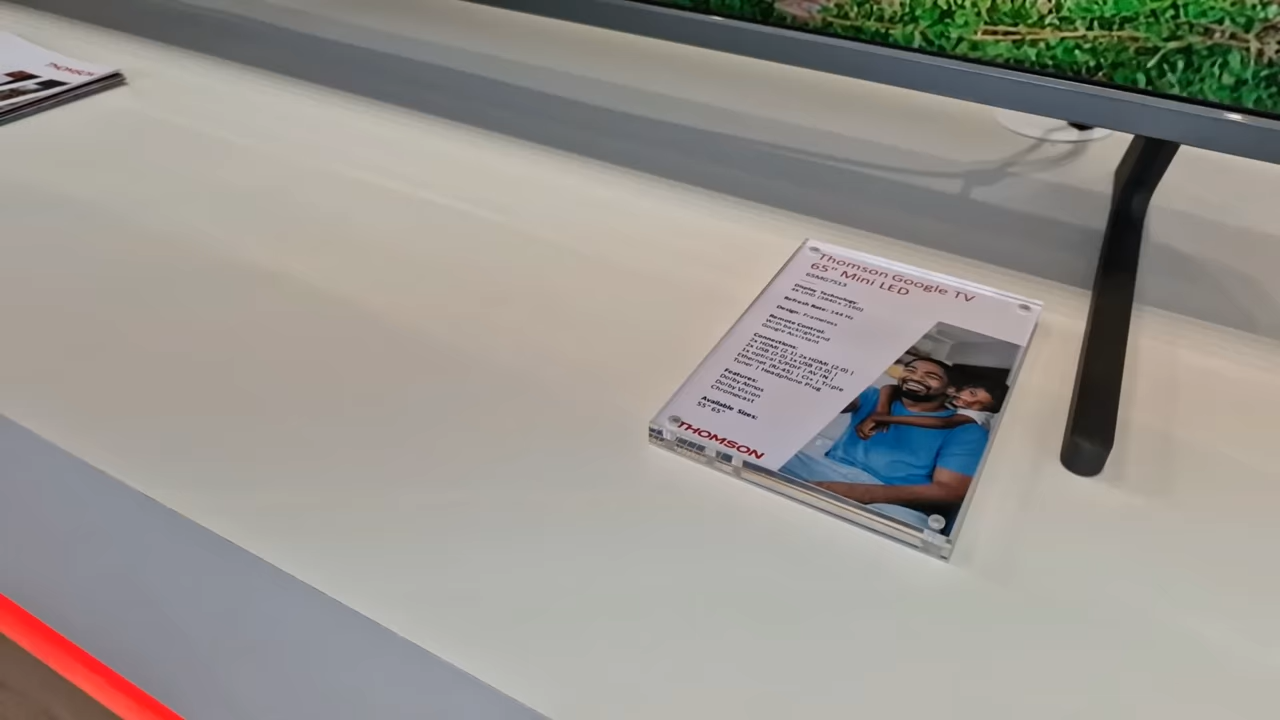 THOMSON
Thomson Google TV
65" Mini LED
65MG7S13
Display Technology:
4K UHD (3840 x 2160)
Refresh Rate: 144 Hz
Design: Frameless
Remote Control:
With backlight and
Google Assistant
Connections:
2x HDMI (2.1) 2x HDMI (2.0) |
2x USB (2.0) 1x USB (3.0) |
1x optical S/PDIF | AV IN |
Ethernet (RJ-45) | CI+ | Triple
Tuner | Headphone Plug
Features:
Dolby Atmos
Dolby Vision
Chromecast
Available Sizes:
55" 65"
THOMSON